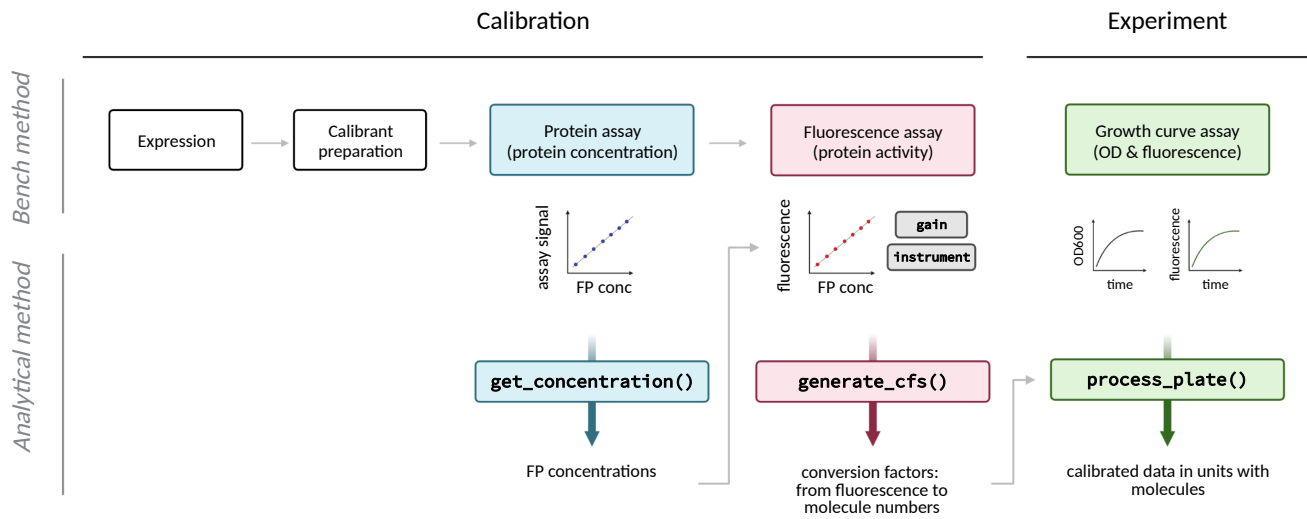 Calibration
Experiment
Bench method
Expression
Calibrant
preparation
Protein assay
(protein concentration)
Fluorescence assay
(protein activity)
Growth curve assay
(OD & fluorescence)
assay signal
FP conc
fluorescence
FP conc
gain
instrument
OD600
time
fluorescence
time
Analytical method
get_concentration()
generate_cfs()
process_plate()
FP concentrations
conversion factors:
from fluorescence to
molecule numbers
calibrated data in units with
molecules